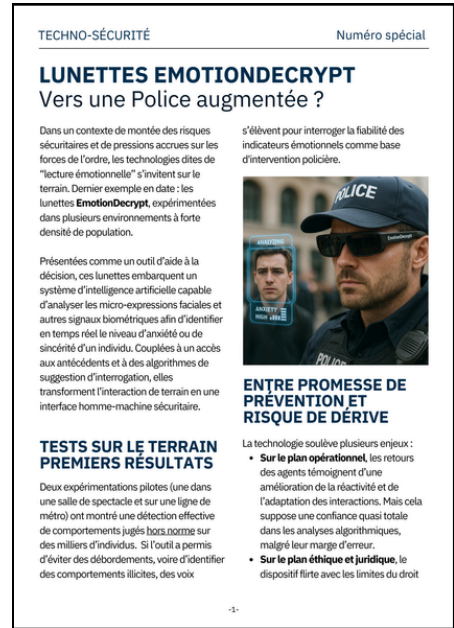 TECHNO-SÉCURITÉ
Numéro spécial
LUNETTES EMOTIONDECRYPT
Vers une Police augmentée ?
Dans un contexte de montée des risques
sécuritaires et de pressions accrues sur les
forces de l'ordre, les technologies dites de
"lecture émotionnelle" s'invitent sur le
terrain. Dernier exemple en date : les
lunettes EmotionDecrypt, expérimentées
dans plusieurs environnements à forte
densité de population.
Présentées comme un outil d'aide à la
décision, ces lunettes embarquent un
système d'intelligence artificielle capable
d'analyser les micro-expressions faciales et
autres signaux biométriques afin d'identifier
en temps réel le niveau d'anxiété ou de
sincérité d'un individu. Couplées à un accès
aux antécédents et à des algorithmes de
suggestion d'interrogation, elles
transforment l'interaction de terrain en une
interface homme-machine sécuritaire.
TESTS SUR LE TERRAIN
PREMIERS RÉSULTATS
Deux expérimentations pilotes (une dans
une salle de spectacle et sur une ligne de
métro) ont montré une détection effective
de comportements jugés hors norme sur
des milliers d'individus. Si l'outil a permis
d'éviter des débordements, voire d'identifier
des comportements illicites, des voix
s'élèvent pour interroger la fiabilité des
indicateurs émotionnels comme base
d'intervention policière.
POLICE
EmotionDecrypt
ANALYZING
ANXIETY
HIGH
POLICE
ENTRE PROMESSE DE
PRÉVENTION ET
RISQUE DE DÉRIVE
La technologie soulève plusieurs enjeux :
• Sur le plan opérationnel, les retours
des agents témoignent d'une
amélioration de la réactivité et de
l'adaptation des interactions. Mais cela
suppose une confiance quasi totale
dans les analyses algorithmiques,
malgré leur marge d'erreur.
• Sur le plan éthique et juridique, le
dispositif flirte avec les limites du droit
-1-